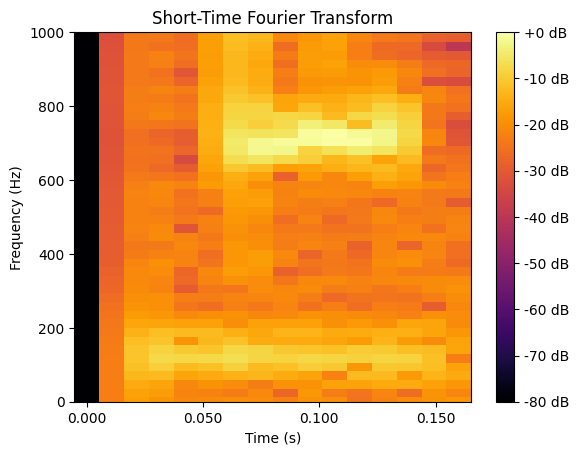 Short-Time Fourier Transform
1000
800
600
400
200
0
Frequency (Hz)
0.000
0.050
0.100
0.150
Time (s)
+0 dB
-10 dB
-20 dB
-30 dB
-40 dB
-50 dB
-60 dB
-70 dB
-80 dB